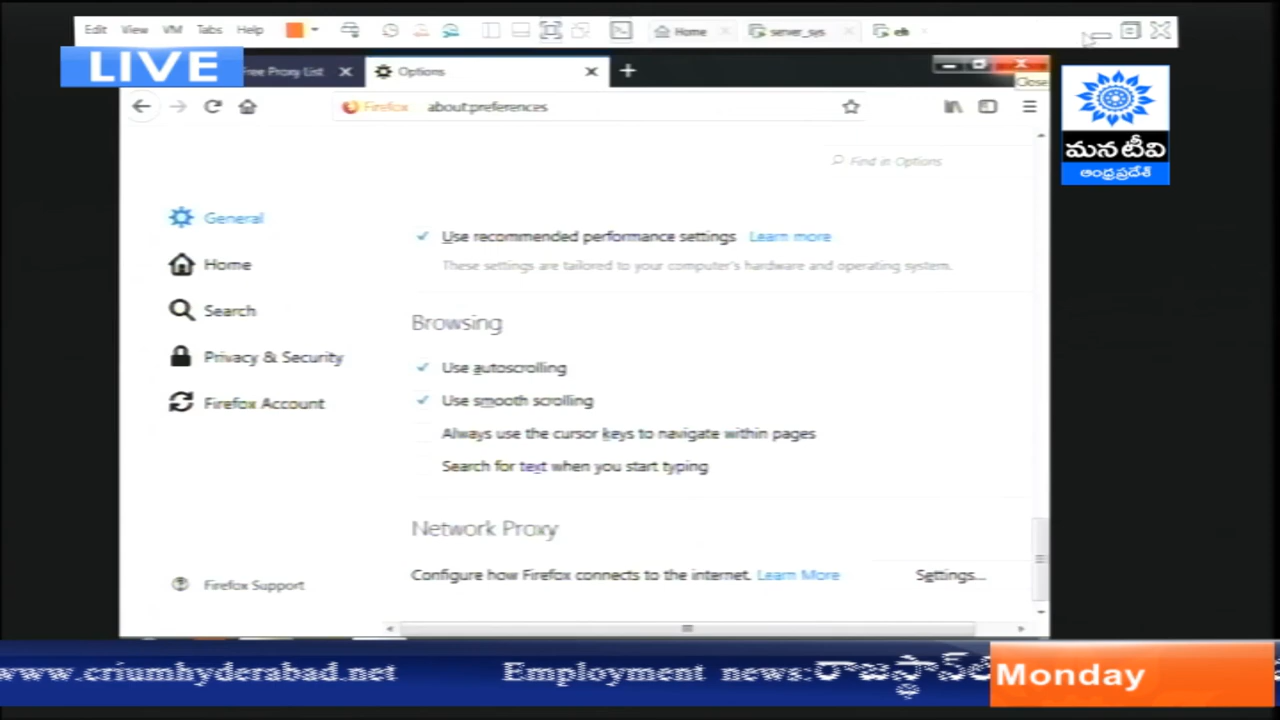 Edit View VM Tabs Help Home server_sys
LIVE
Free Proxy List Options
Close
Firefox about:preferences
మన టీవి
ఆంధ్రప్రదేశ్
Find in Options
General
Use recommended performance settings Learn more
Home
These settings are tailored to your computer's hardware and operating system.
Search
Browsing
Privacy & Security
Use autoscrolling
Firefox Account
Use smooth scrolling
Always use the cursor keys to navigate within pages
Search for text when you start typing
Network Proxy
Configure how Firefox connects to the internet. Learn More Settings...
Firefox Support
www.criumhyderabad.net Employment news:
Monday